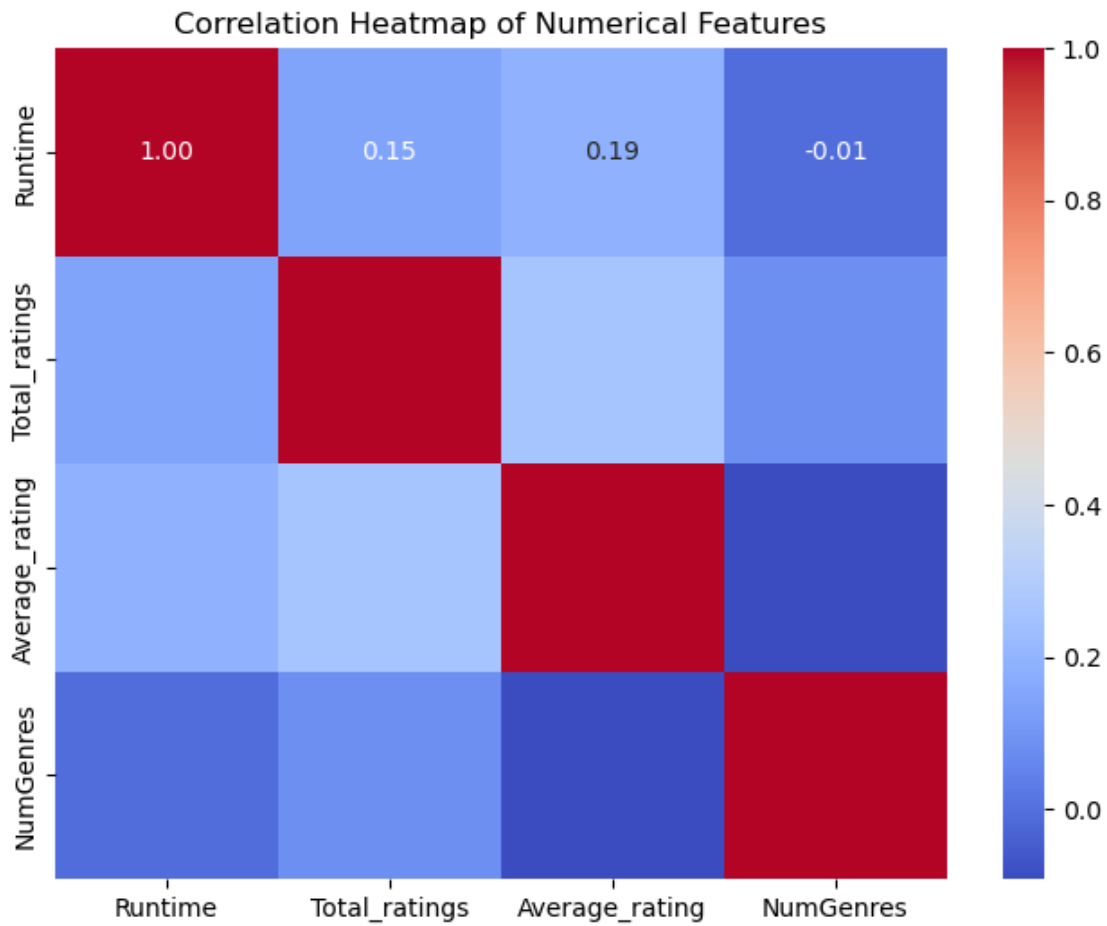 Correlation Heatmap of Numerical Features
Runtime
1.00
0.15
0.19
-0.01
Total_ratings
Average_rating
NumGenres
Runtime
Total_ratings
Average_rating
NumGenres
1.0
0.8
0.6
0.4
0.2
0.0